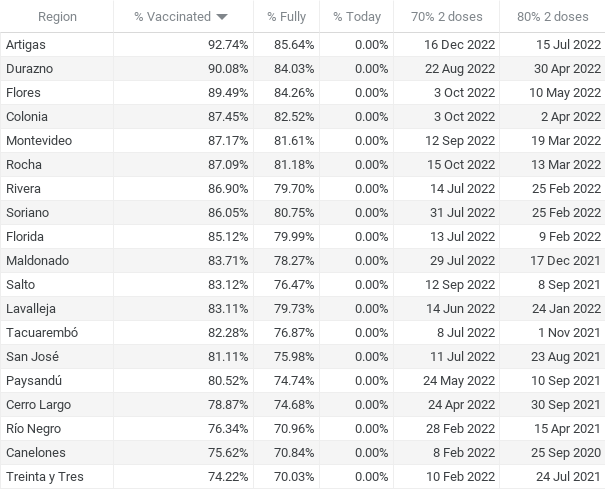 Region % Vaccinated % Fully % Today 70% 2 doses 80% 2 doses
Artigas 92.74% 85.64% 0.00% 16 Dec 2022 15 Jul 2022
Durazno 90.08% 84.03% 0.00% 22 Aug 2022 30 Apr 2022
Flores 89.49% 84.26% 0.00% 3 Oct 2022 10 May 2022
Colonia 87.45% 82.52% 0.00% 3 Oct 2022 2 Apr 2022
Montevideo 87.17% 81.61% 0.00% 12 Sep 2022 19 Mar 2022
Rocha 87.09% 81.18% 0.00% 15 Oct 2022 13 Mar 2022
Rivera 86.90% 79.70% 0.00% 14 Jul 2022 25 Feb 2022
Soriano 86.05% 80.75% 0.00% 31 Jul 2022 25 Feb 2022
Florida 85.12% 79.99% 0.00% 13 Jul 2022 9 Feb 2022
Maldonado 83.71% 78.27% 0.00% 29 Jul 2022 17 Dec 2021
Salto 83.12% 76.47% 0.00% 12 Sep 2022 8 Sep 2021
Lavalleja 83.11% 79.73% 0.00% 14 Jun 2022 24 Jan 2022
Tacuarembó 82.28% 76.87% 0.00% 8 Jul 2022 1 Nov 2021
San José 81.11% 75.98% 0.00% 11 Jul 2022 23 Aug 2021
Paysandú 80.52% 74.74% 0.00% 24 May 2022 10 Sep 2021
Cerro Largo 78.87% 74.68% 0.00% 24 Apr 2022 30 Sep 2021
Río Negro 76.34% 70.96% 0.00% 28 Feb 2022 15 Apr 2021
Canelones 75.62% 70.84% 0.00% 8 Feb 2022 25 Sep 2020
Treinta y Tres 74.22% 70.03% 0.00% 10 Feb 2022 24 Jul 2021